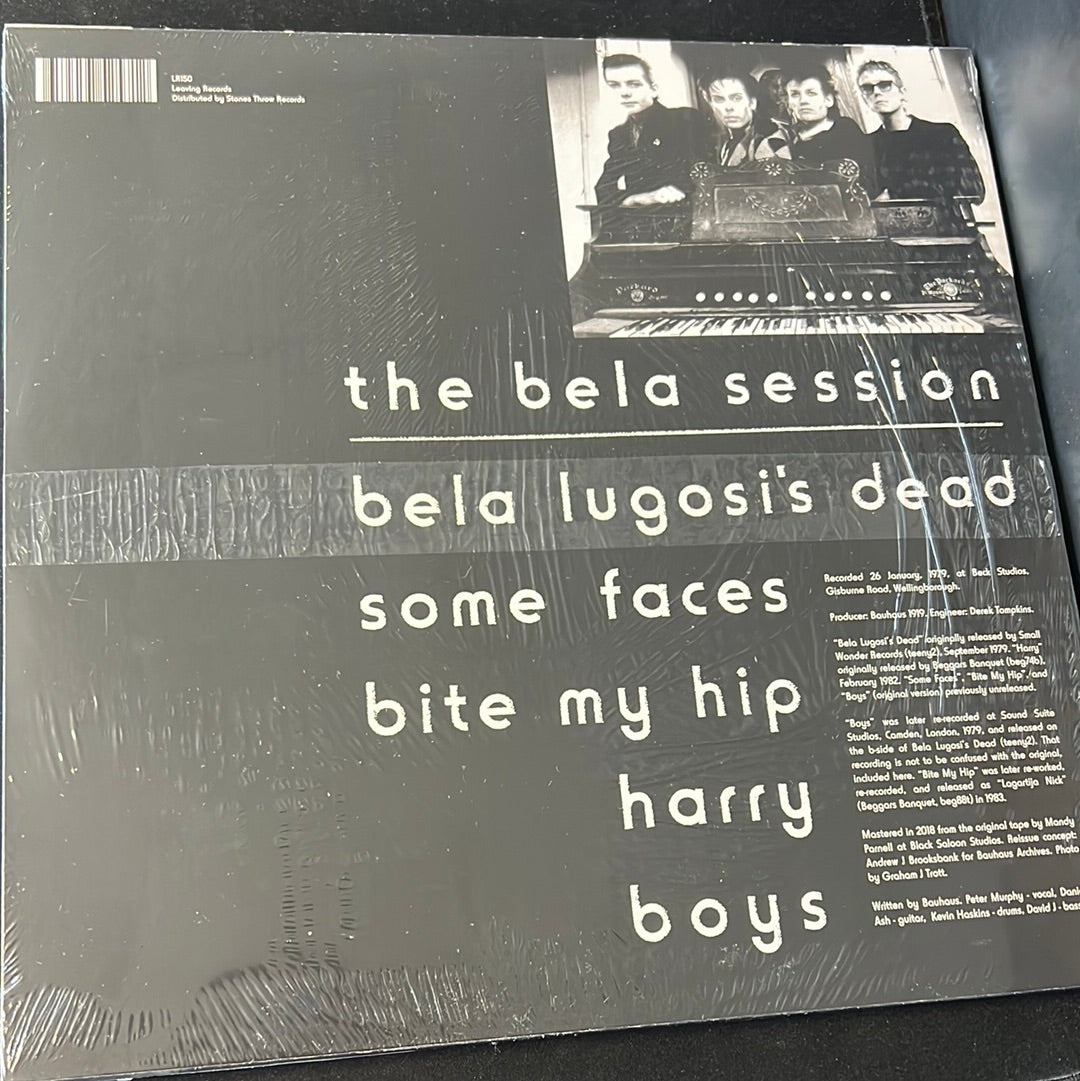 LR150
Leaving Records
Distributed by Stones Throw Records
Packard
The Packard
the bela session
bela lugosi's dead
some faces
bite my hip
harry
boys
Recorded 26 January, 1979, at Beck Studios,
Gisburne Road, Wellingborough.
Producer: Bauhaus 1919. Engineer: Derek Tompkins.
"Bela Lugosi's Dead" originally released by Small
Wonder Records (teeny2), September 1979. "Harry"
originally released by Beggars Banquet (beg74b),
February 1982. "Some Faces", "Bite My Hip" and
"Boys" (original version) previously unreleased.
"Boys" was later re-recorded at Sound Suite
Studios, Camden, London, 1979, and released on
the b-side of Bela Lugosi's Dead (teeny2). That
recording is not to be confused with the original,
included here. "Bite My Hip" was later re-worked,
re-recorded, and released as "Lagartija Nick"
(Beggars Banquet, beg88t) in 1983.
Mastered in 2018 from the original tape by Mandy
Parnell at Black Saloon Studios. Reissue concept:
Andrew J Brooksbank for Bauhaus Archives. Photo
by Graham J Trott.
Written by Bauhaus. Peter Murphy - vocal, Dani
Ash - guitar, Kevin Haskins - drums, David J - bass